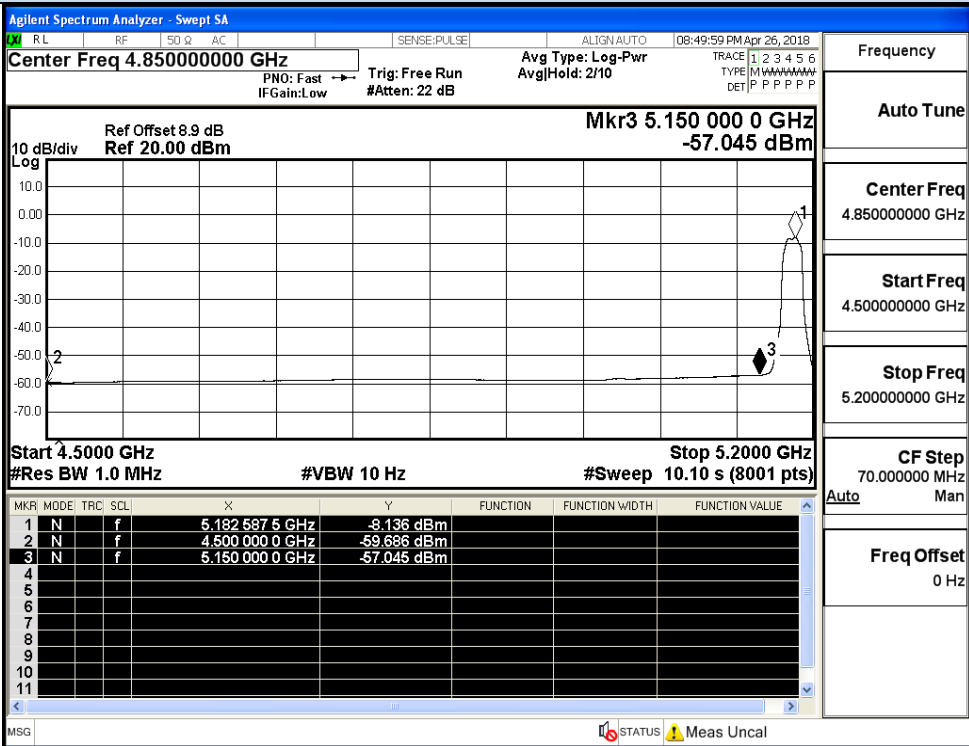 Agilent Spectrum Analyzer - Swept SA
LXI RL RF 50 Ω AC SENSE:PULSE ALIGN AUTO 08:49:59 PM Apr 26, 2018
Center Freq 4.850000000 GHz
PNO: Fast
IFGain:Low
Trig: Free Run
#Atten: 22 dB
Avg Type: Log-Pwr
Avg|Hold: 2/10
TRACE 1 2 3 4 5 6
TYPE M WWWWW
DET P P P P P P
Mkr3 5.150 000 0 GHz
-57.045 dBm
Ref Offset 8.9 dB
10 dB/div Ref 20.00 dBm
Log
10.0
0.00
-10.0
-20.0
-30.0
-40.0
-50.0
-60.0
-70.0
1
2
3
Start 4.5000 GHz Stop 5.2000 GHz
#Res BW 1.0 MHz #VBW 10 Hz #Sweep 10.10 s (8001 pts)
MKR MODE TRC SCL X Y FUNCTION FUNCTION WIDTH FUNCTION VALUE
1 N f 5.182 587 5 GHz -8.136 dBm
2 N f 4.500 000 0 GHz -59.686 dBm
3 N f 5.150 000 0 GHz -57.045 dBm
4
5
6
7
8
9
10
11
MSG STATUS Meas Uncal
Frequency
Auto Tune
Center Freq
4.850000000 GHz
Start Freq
4.500000000 GHz
Stop Freq
5.200000000 GHz
CF Step
70.000000 MHz
Auto Man
Freq Offset
0 Hz